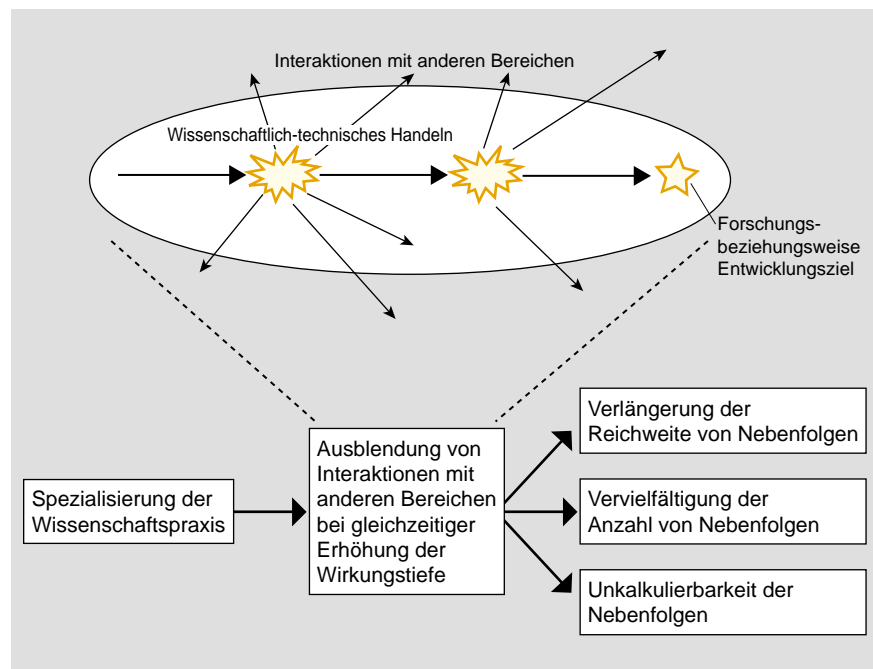 Interaktionen mit anderen Bereichen
Wissenschaftlich-technisches Handeln
Forschungs-
beziehungsweise
Entwicklungsziel
Spezialisierung der
Wissenschaftspraxis
Ausblendung von
Interaktionen mit
anderen Bereichen
bei gleichzeitiger
Erhöhung der
Wirkungstiefe
Verlängerung der
Reichweite von Nebenfolgen
Vervielfältigung der
Anzahl von Nebenfolgen
Unkalkulierbarkeit der
Nebenfolgen